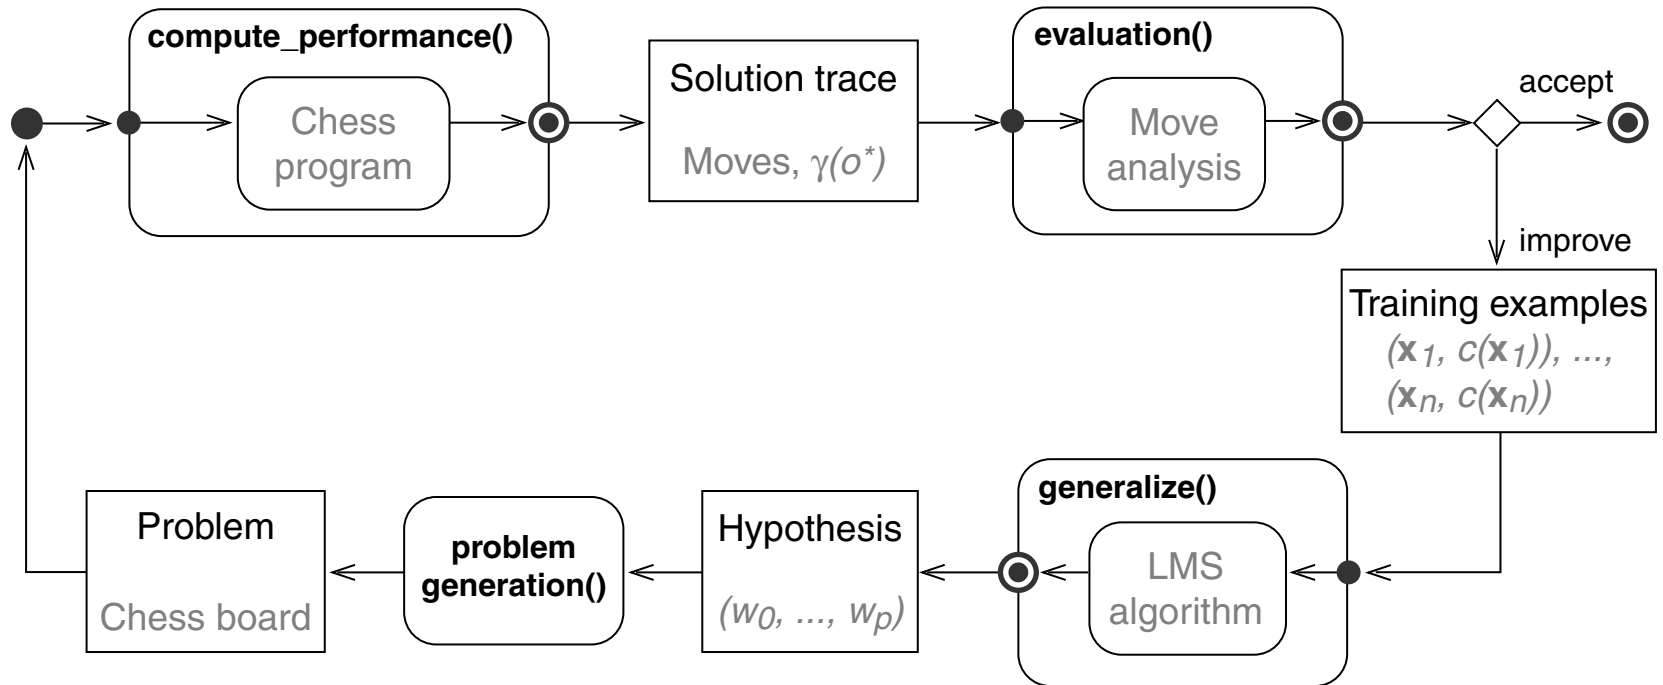 compute_performance()
Chess
program
Solution trace
Moves, γ(o*)
evaluation()
Move
analysis
accept
improve
Training examples
(x1, c(x1)), ...,
(xn, c(xn))
generalize()
LMS
algorithm
Hypothesis
(w0, ..., wp)
problem
generation()
Problem
Chess board